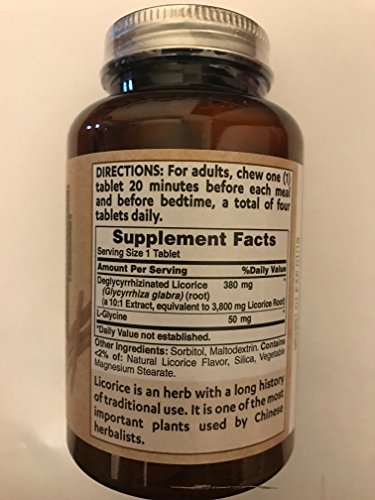 DIRECTIONS: For adults, chew one (1)
tablet 20 minutes before each meal
and before bedtime, a total of four
tablets daily.
Supplement Facts
Serving Size 1 Tablet
Amount Per Serving %Daily Value
Deglycyrrhizinated Licorice 380 mg *
(Glycyrrhiza glabra) (root)
(a 10:1 Extract, equivalent to 3,800 mg Licorice Root)
L-Glycine 50 mg *
*Daily Value not established.
Other Ingredients: Sorbitol, Maltodextrin. Contains
<2% of: Natural Licorice Flavor, Silica, Vegetable
Magnesium Stearate.
Licorice is an herb with a long history
of traditional use. It is one of the most
important plants used by Chinese
herbalists.